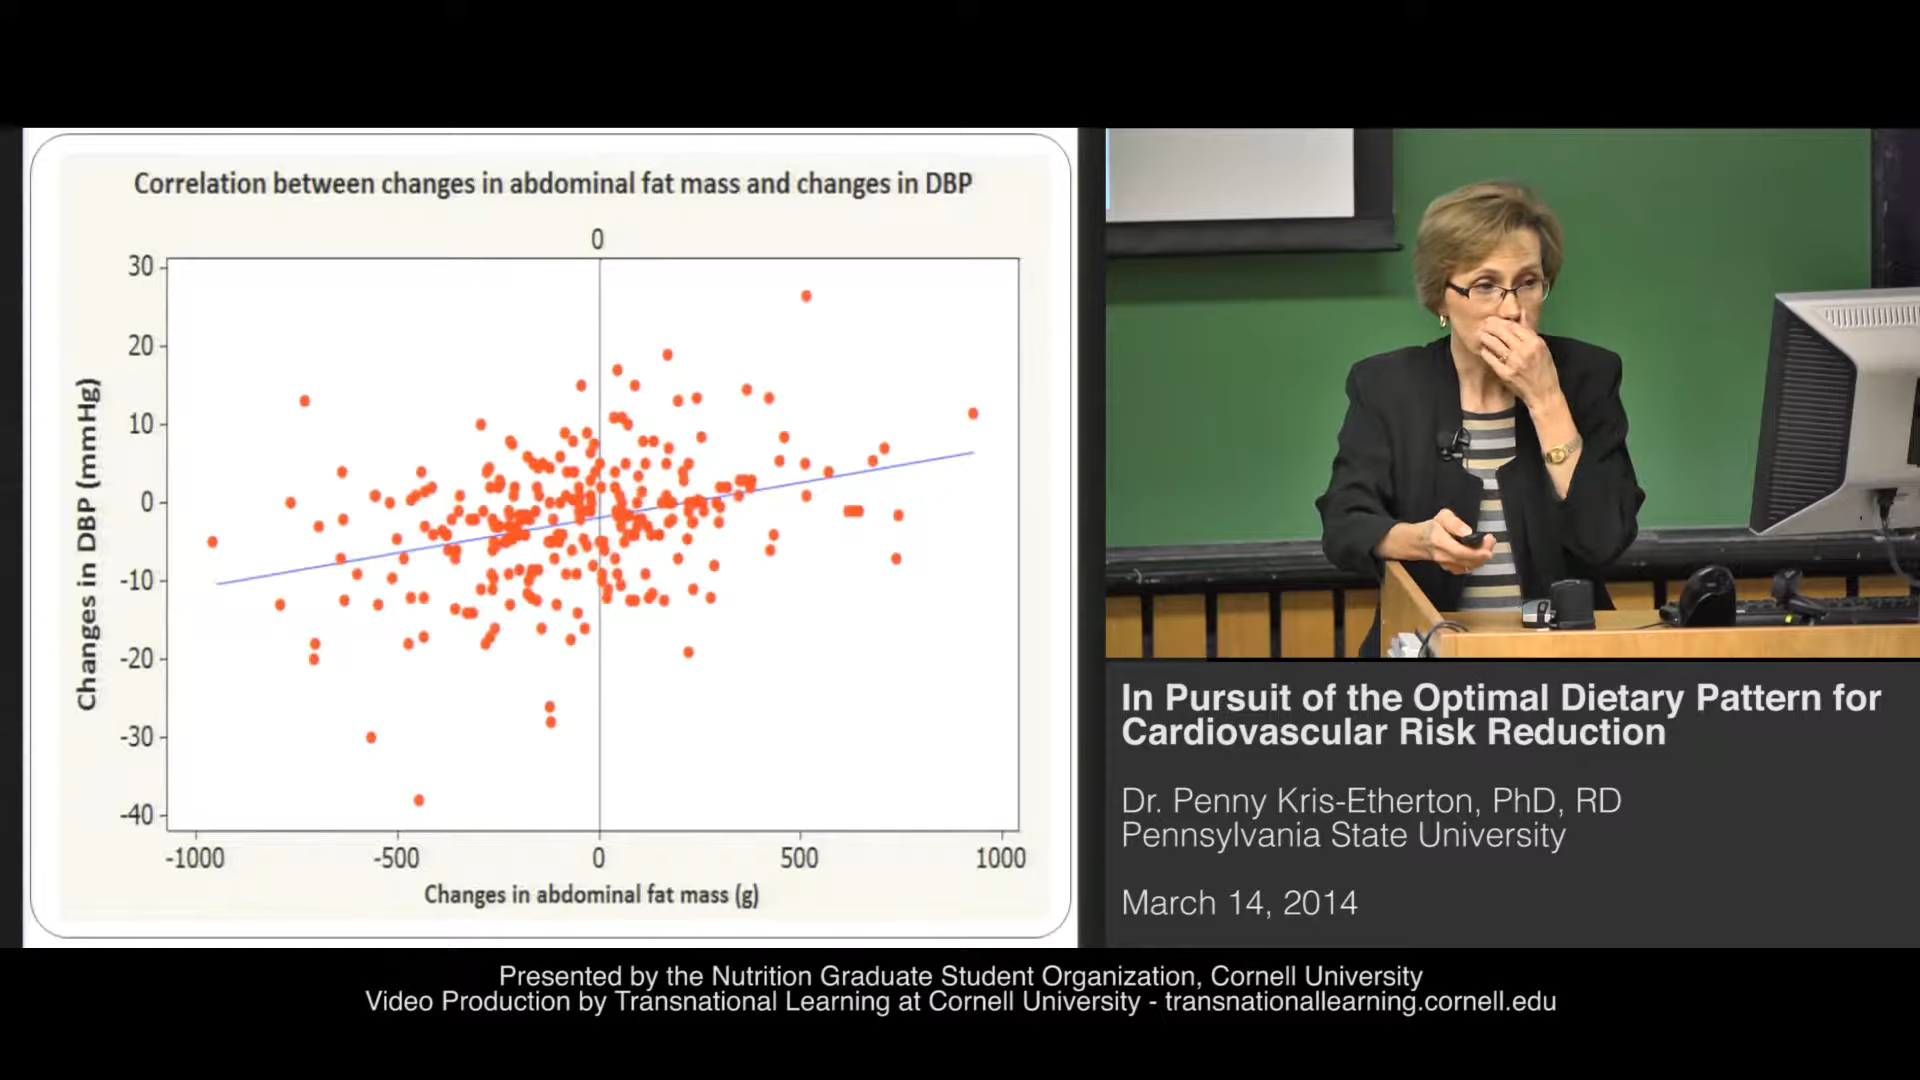 Correlation between changes in abdominal fat mass and changes in DBP
0
30
20
10
0
-10
-20
-30
-40
Changes in DBP (mmHg)
-1000
-500
0
500
1000
Changes in abdominal fat mass (g)
In Pursuit of the Optimal Dietary Pattern for
Cardiovascular Risk Reduction
Dr. Penny Kris-Etherton, PhD, RD
Pennsylvania State University
March 14, 2014
Presented by the Nutrition Graduate Student Organization, Cornell University
Video Production by Transnational Learning at Cornell University - transnationallearning.cornell.edu